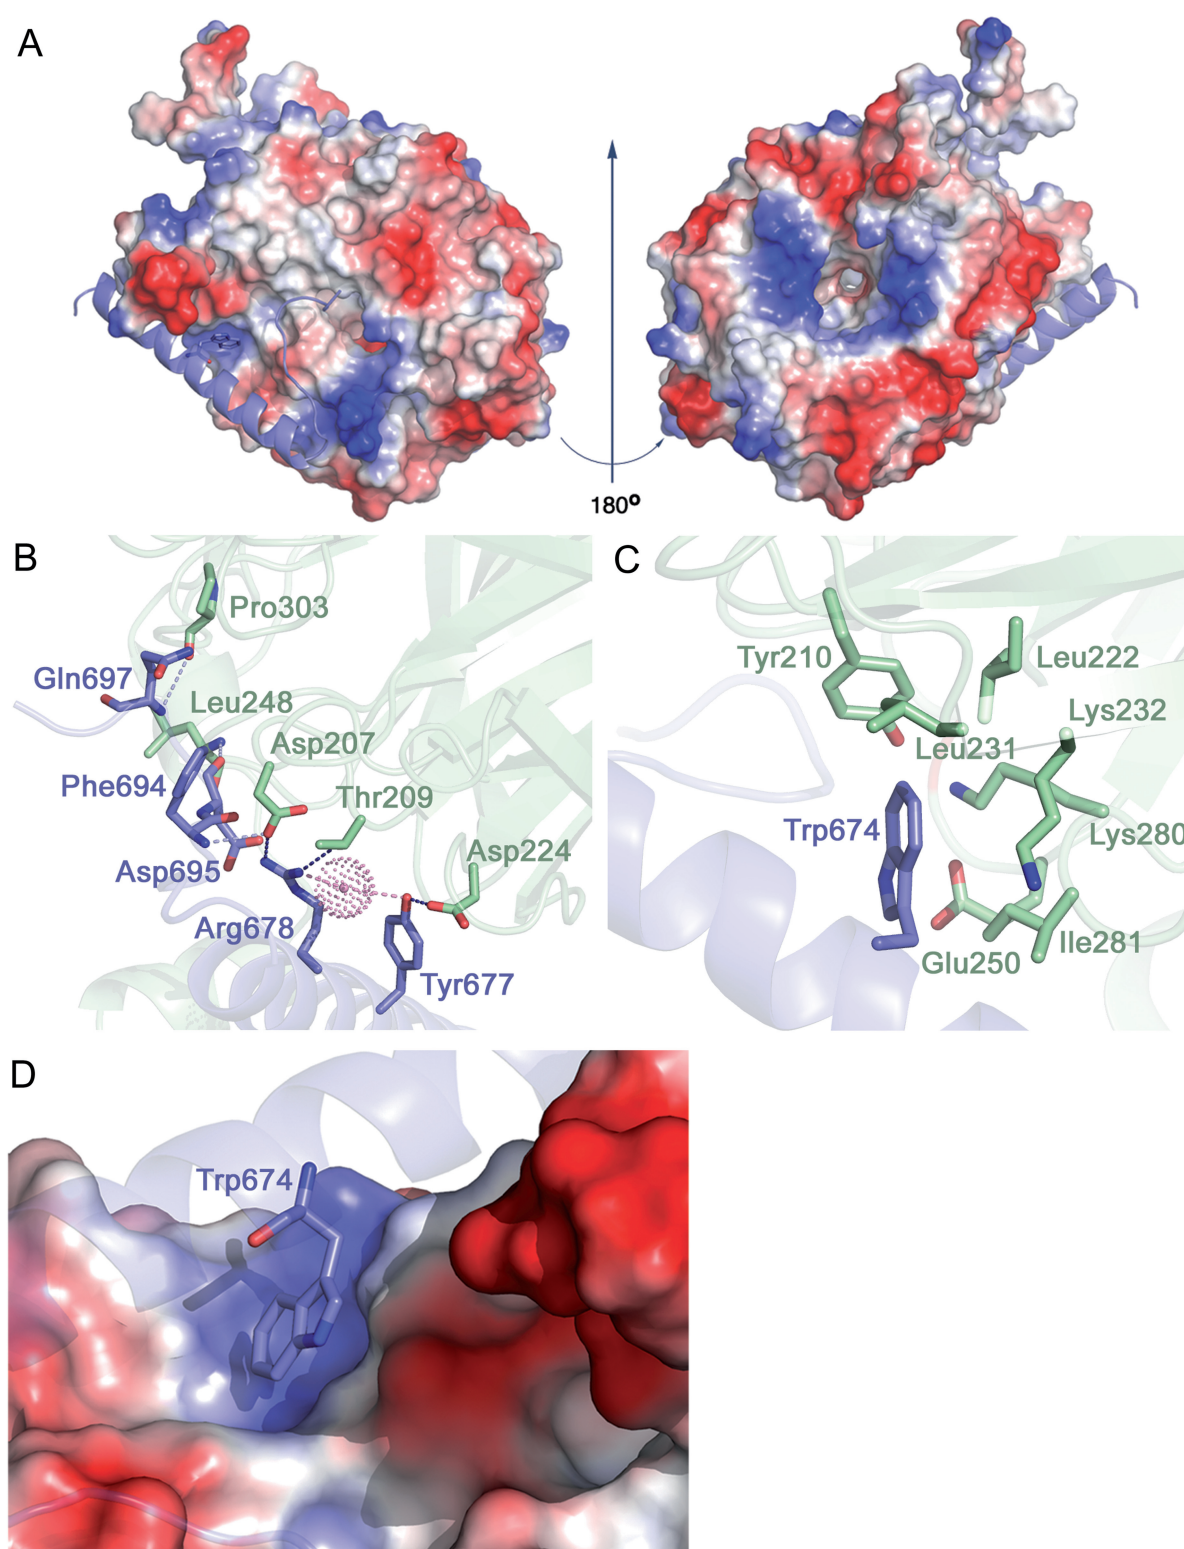 A
180º
B
Pro303
Gln697
Leu248
Asp207
Phe694
Thr209
Asp695
Asp224
Arg678
Tyr677
C
Tyr210
Leu222
Lys232
Leu231
Trp674
Lys280
Glu250
Ile281
D
Trp674